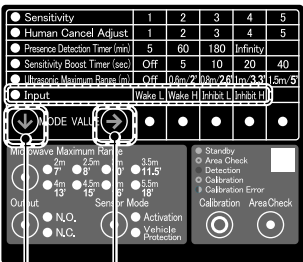 Sensitivity 1 2 3 4 5
Human Cancel Adjust 1 2 3 4 5
Presence Detection Timer (min) 5 60 180 Infinity
Sensitivity Boost Timer (sec) Off 5 10 20 40
Ultrasonic Maximum Range (m) Off 0.6m/2' 0.8m/2.6' 1m/3.3' 1.5m/5'
Input Wake L Wake H Inhibit L Inhibit H
MODE VALUE
Microwave Maximum Range
2m 2.5m 3m 3.5m
7' 8' 10' 11.5'
4m 4.5m 5m 5.5m
13' 15' 16' 18'
Output Sensor Mode
N.O. Activation
N.C. Vehicle Protection
Standby
Area Check
Detection
Calibration
Calibration Error
Calibration Area Check